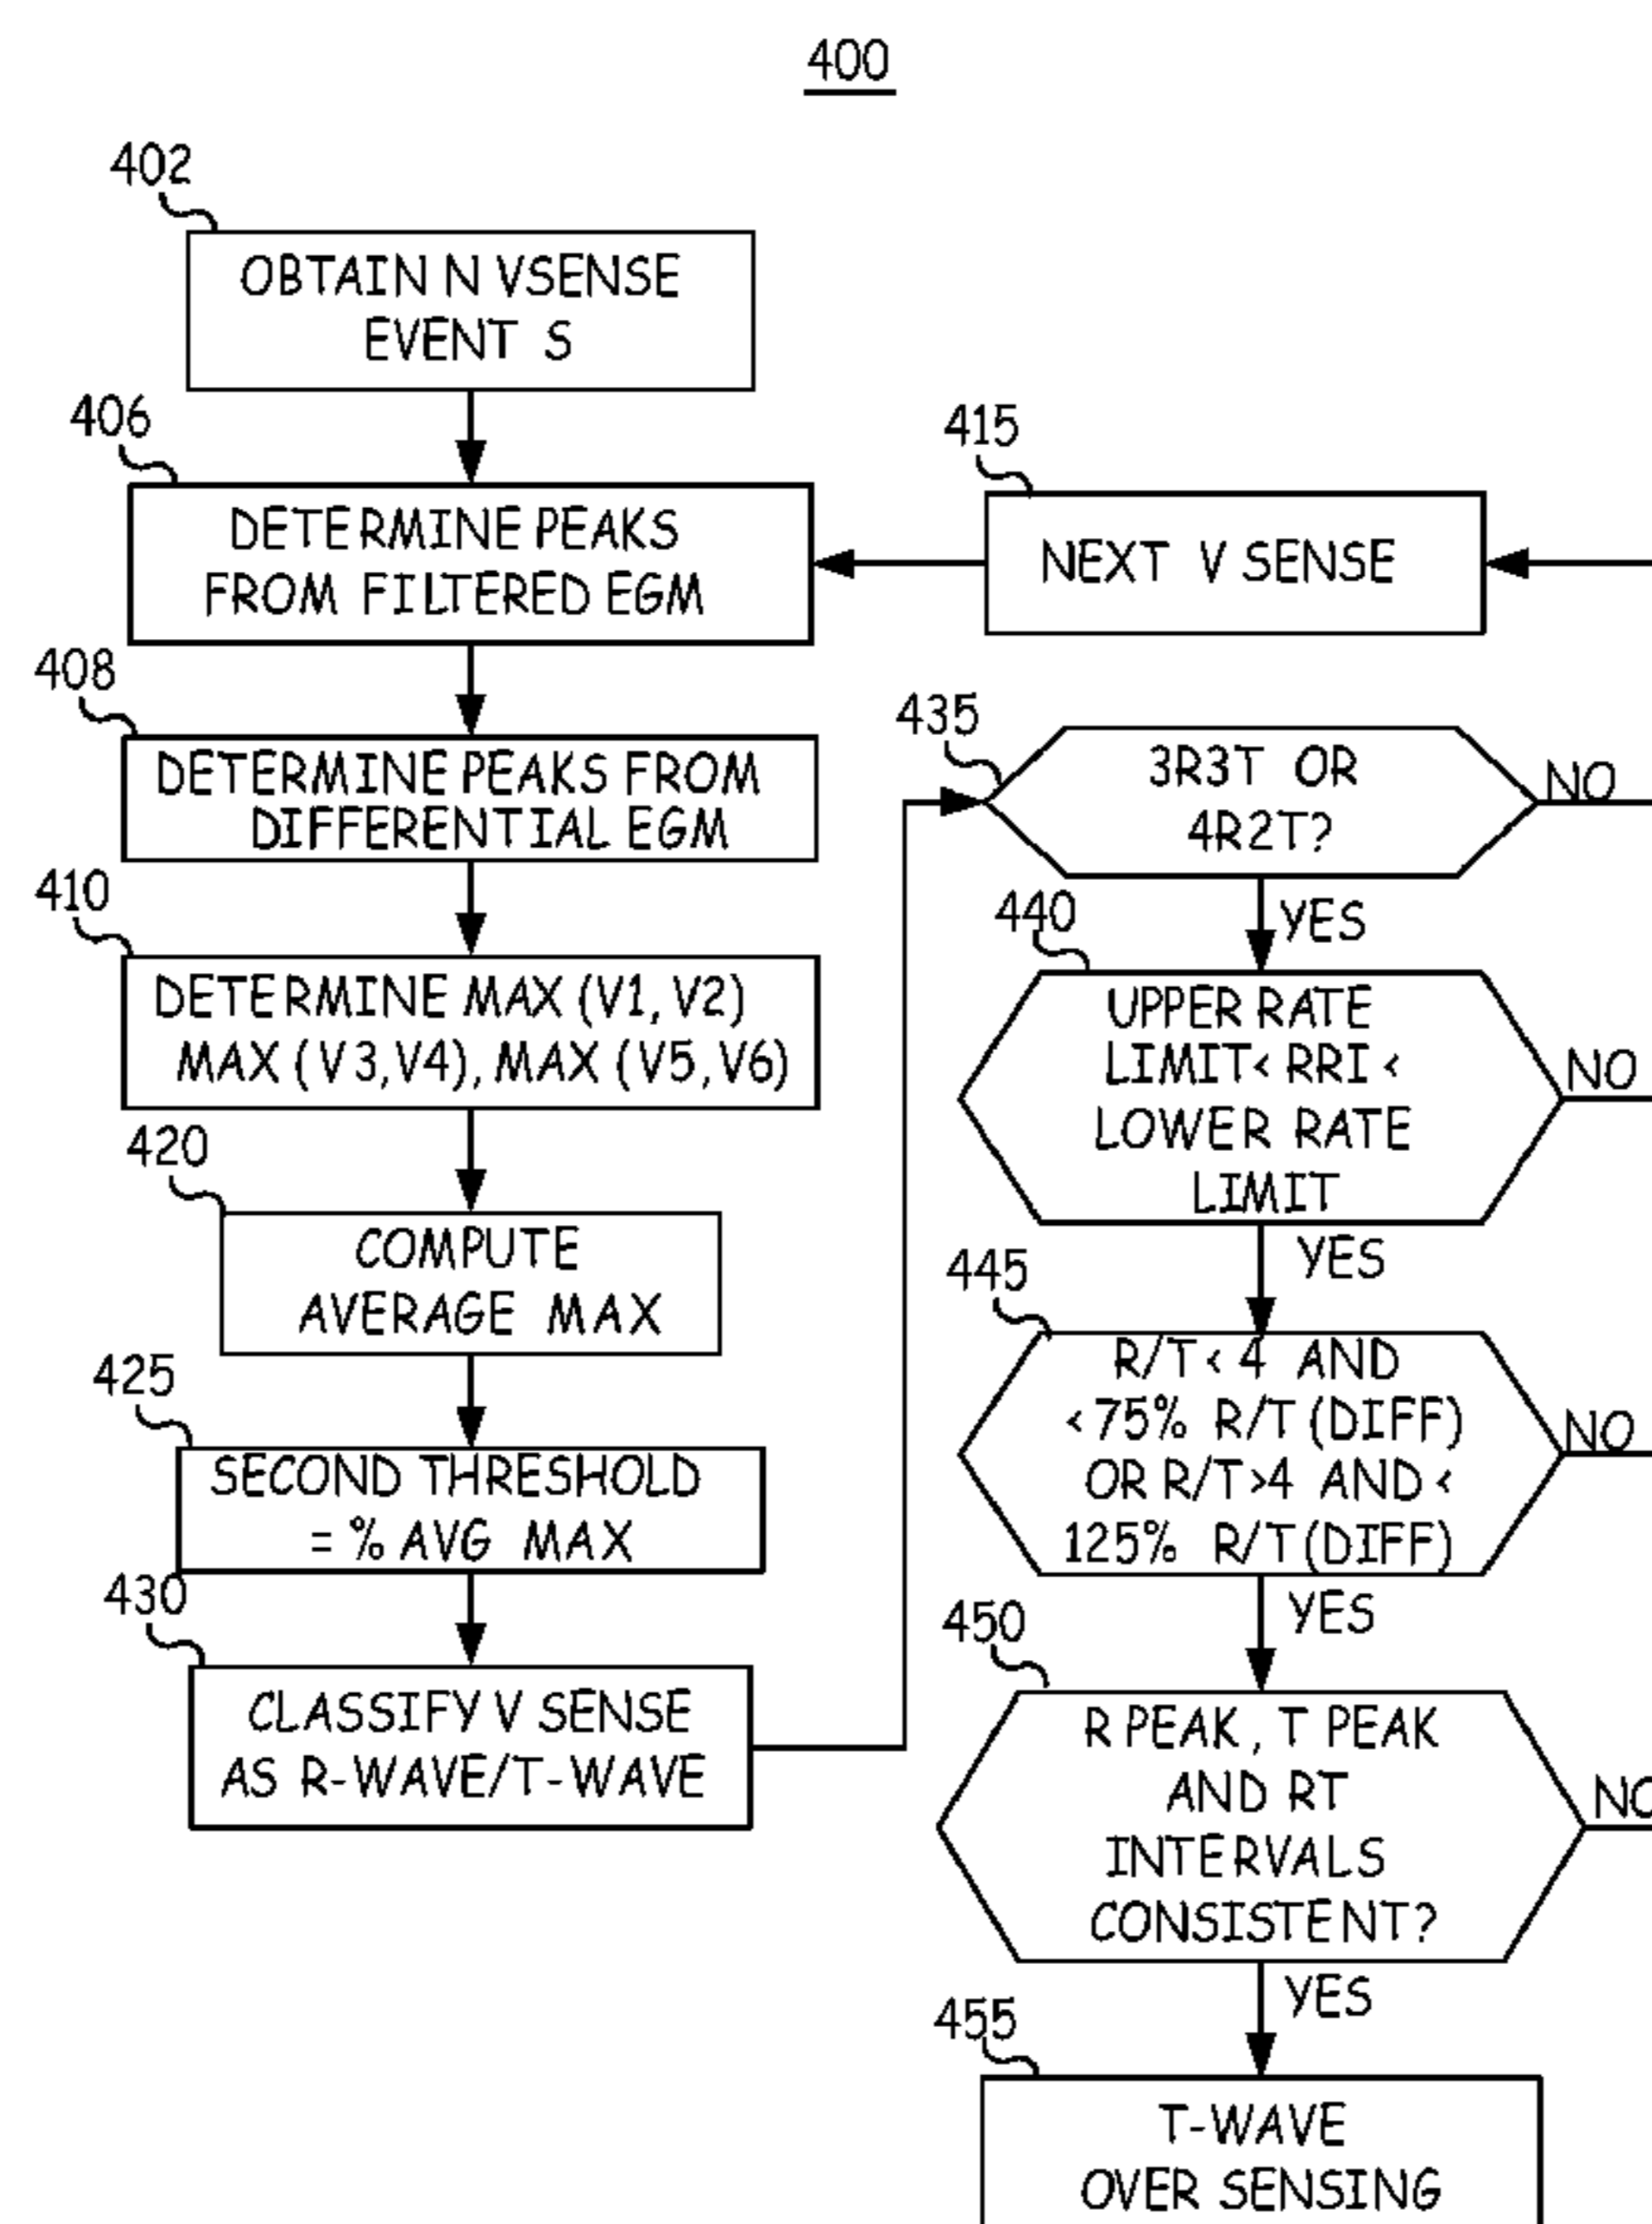 400
402
OBTAIN N VSENSE
EVENT S
406
DETERMINE PEAKS
FROM FILTERED EGM
408
DETERMINE PEAKS FROM
DIFFERENTIAL EGM
410
DETERMINE MAX (V1, V2)
MAX (V3,V4), MAX (V5,V6)
420
COMPUTE
AVERAGE MAX
425
SECOND THRESHOLD
= % AVG MAX
430
CLASSIFY V SENSE
AS R-WAVE/T-WAVE
415
NEXT V SENSE
435
3R3T OR
4R2T?
NO
YES
440
UPPER RATE
LIMIT< RRI <
LOWER RATE
LIMIT
NO
YES
445
R/T< 4 AND
<75% R/T(DIFF)
OR R/T>4 AND <
125% R/T(DIFF)
NO
YES
450
R PEAK, T PEAK
AND RT
INTERVALS
CONSISTENT?
NO
YES
455
T-WAVE
OVER SENSING